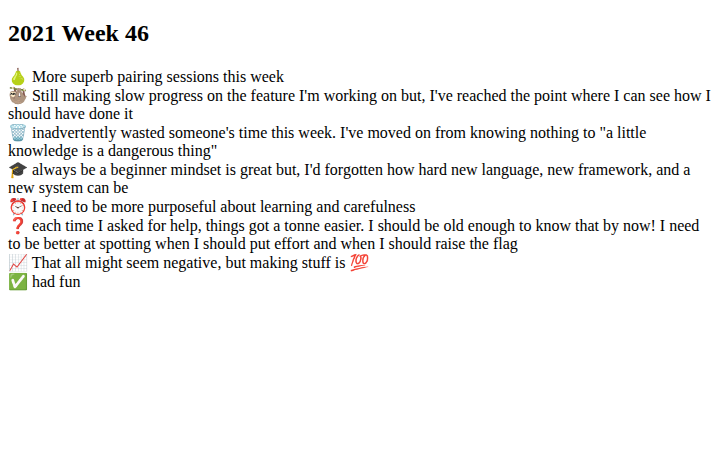 2021 Week 46
🍐 More superb pairing sessions this week
🦥 Still making slow progress on the feature I'm working on but, I've reached the point where I can see how I
should have done it
🗑️ inadvertently wasted someone's time this week. I've moved on from knowing nothing to "a little
knowledge is a dangerous thing"
🎓 always be a beginner mindset is great but, I'd forgotten how hard new language, new framework, and a
new system can be
⏰ I need to be more purposeful about learning and carefulness
❓ each time I asked for help, things got a tonne easier. I should be old enough to know that by now! I need
to be better at spotting when I should put effort and when I should raise the flag
📈 That all might seem negative, but making stuff is 💯
✅ had fun